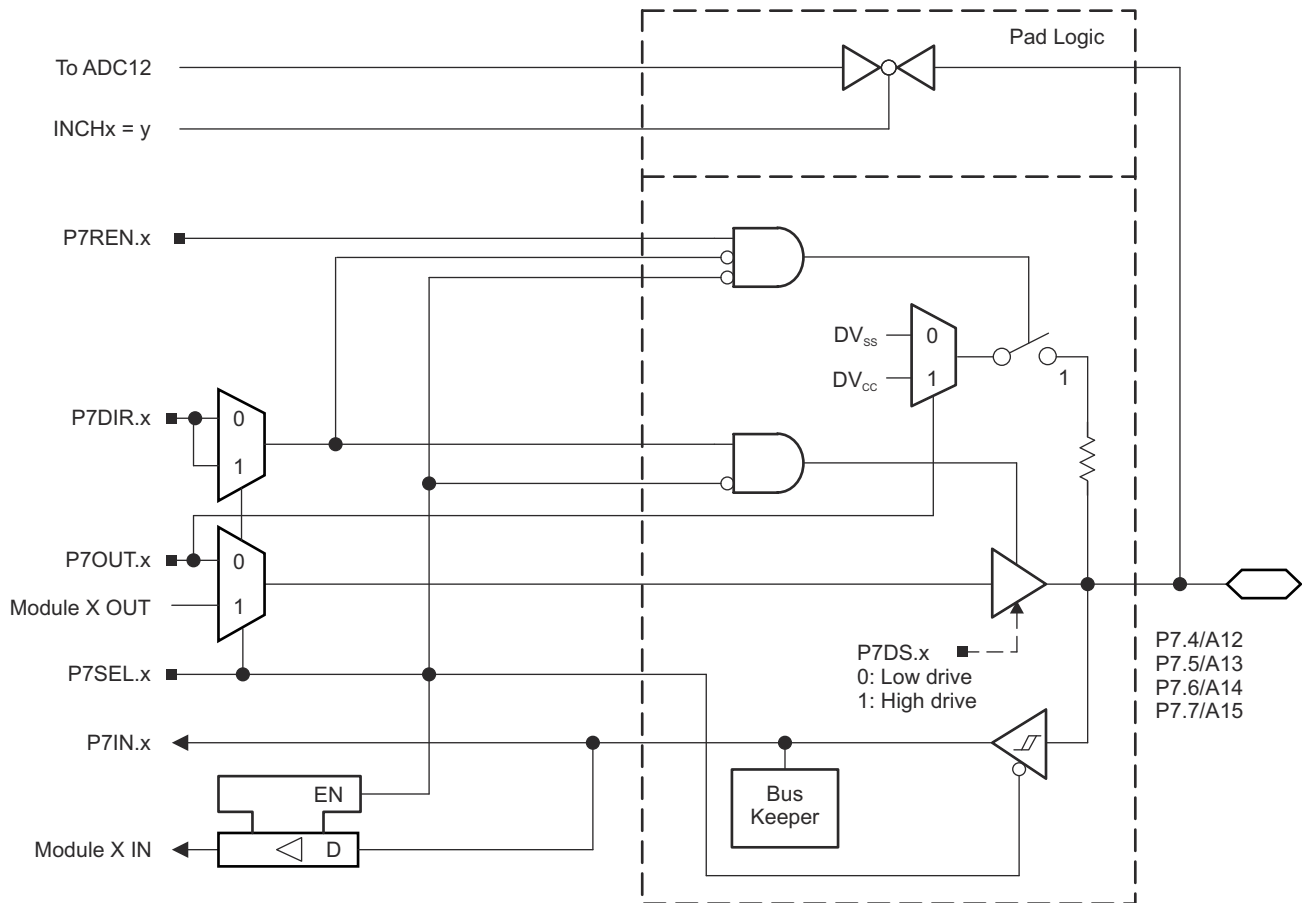 Pad Logic
To ADC12
INCHx = y
P7REN.x
DVSS
0
DVCC
1
1
P7DIR.x
0
1
P7OUT.x
0
Module X OUT
1
P7SEL.x
P7DS.x
0: Low drive
1: High drive
P7.4/A12
P7.5/A13
P7.6/A14
P7.7/A15
P7IN.x
EN
Bus
Keeper
Module X IN
D